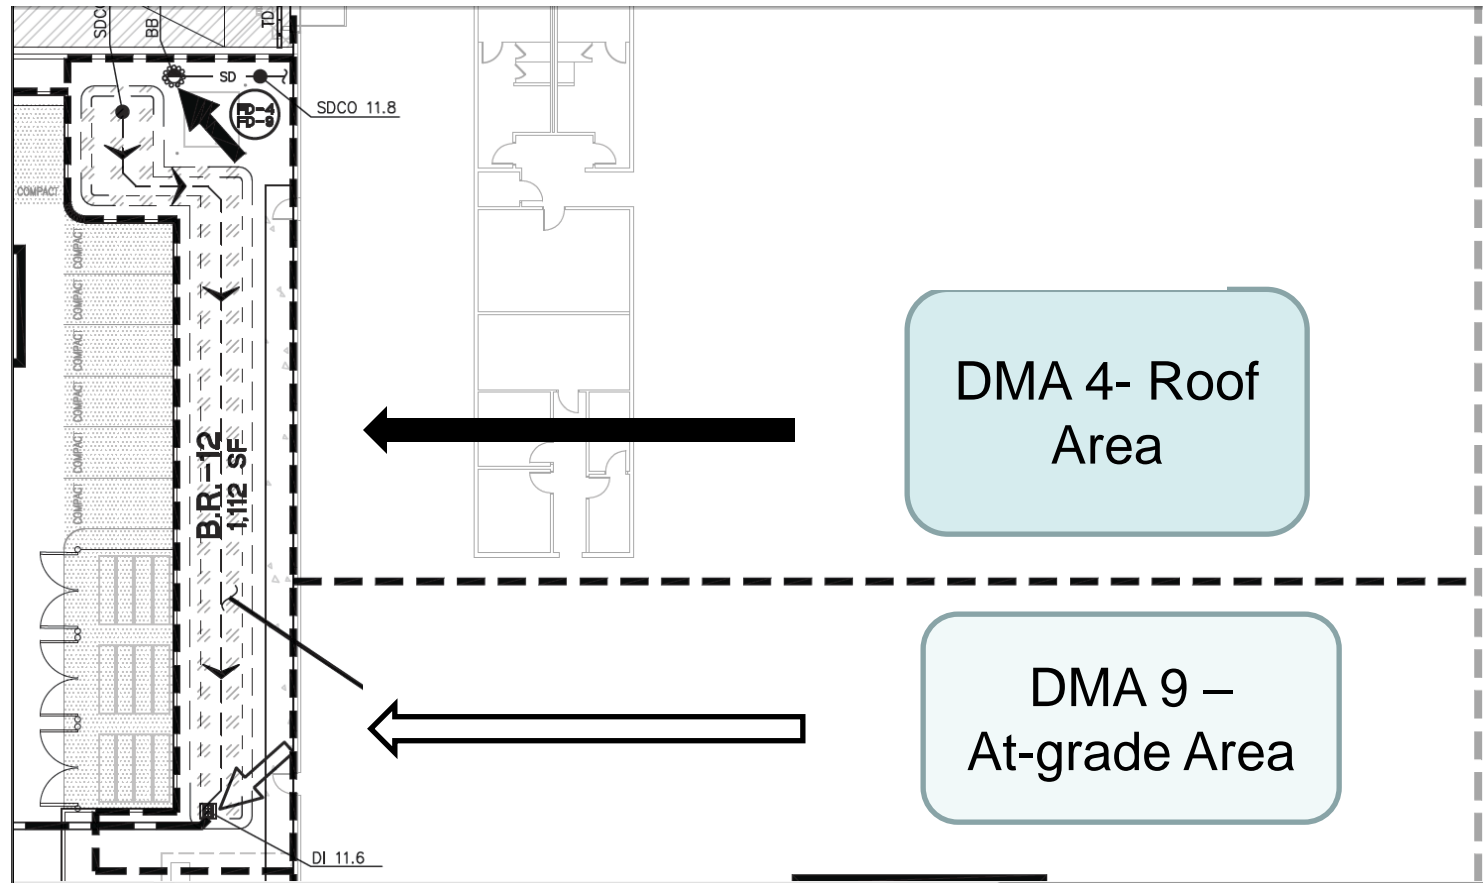 SDCO
BB
TD
SD
SDCO 11.8
FD-4
FD-9
COMPACT
COMPACT
COMPACT
COMPACT
COMPACT
COMPACT
COMPACT
B.R.-12
1,112 SF
DMA 4- Roof
Area
DMA 9 –
At-grade Area
DI 11.6